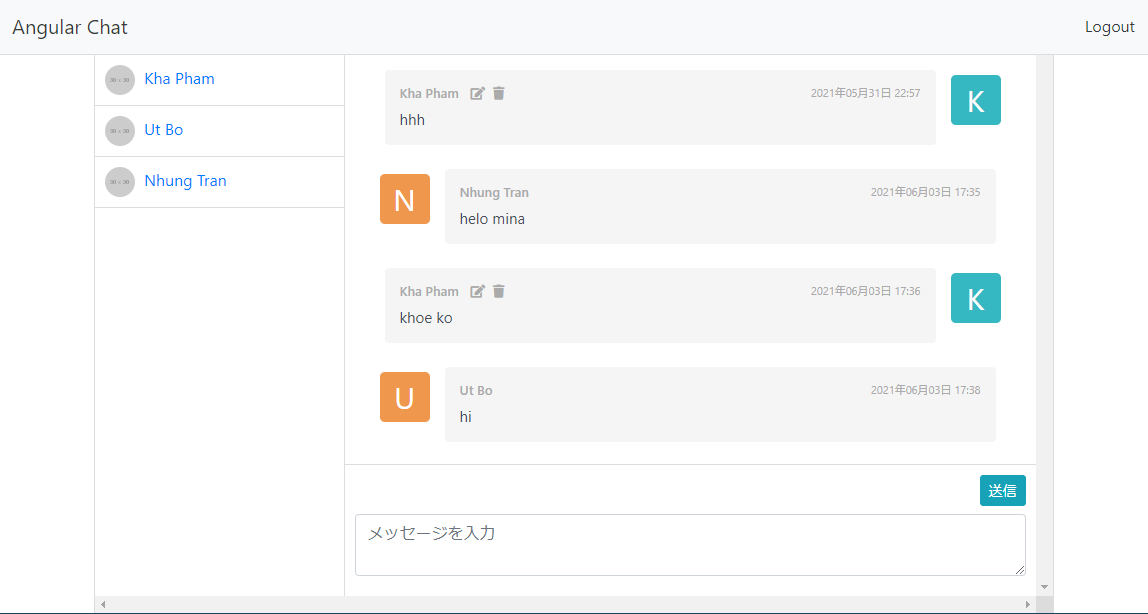 Angular Chat
Logout
Kha Pham
Ut Bo
Nhung Tran
Kha Pham 2021年05月31日 22:57
hhh
K
N
Nhung Tran 2021年06月03日 17:35
helo mina
Kha Pham 2021年06月03日 17:36
khoe ko
K
U
Ut Bo 2021年06月03日 17:38
hi
送信
メッセージを入力